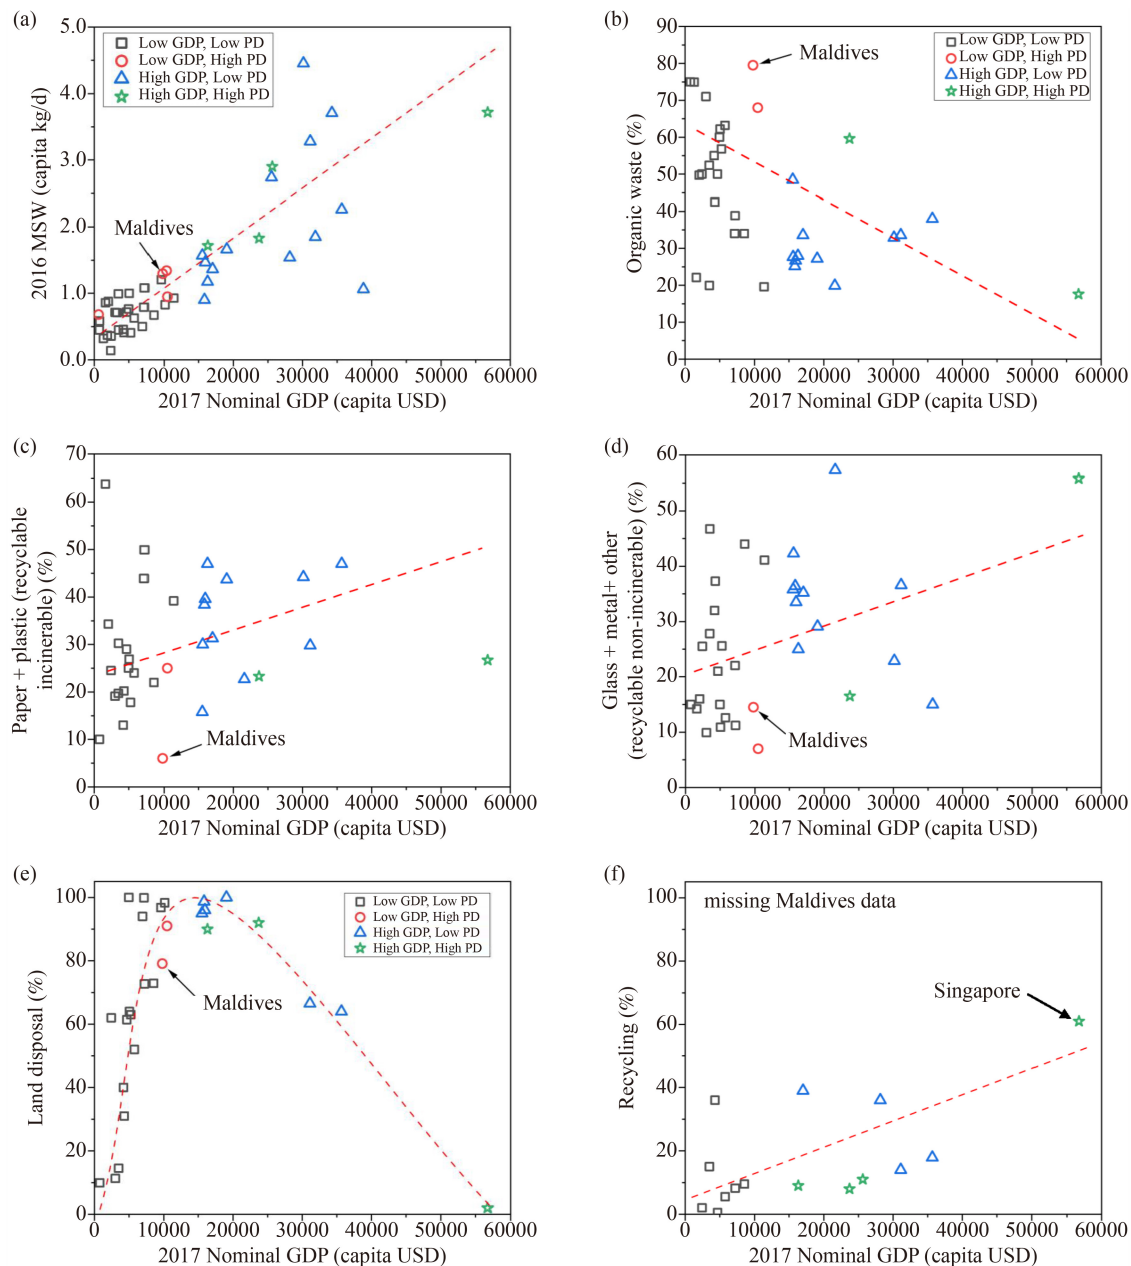 (a)
5.0
4.0
3.0
2.0
1.0
0.0
2016 MSW (capita kg/d)
Low GDP, Low PD
Low GDP, High PD
High GDP, Low PD
High GDP, High PD
Maldives
0 10000 20000 30000 40000 50000 60000
2017 Nominal GDP (capita USD)
(b)
90
80
70
60
50
40
30
20
10
0
Organic waste (%)
Maldives
Low GDP, Low PD
Low GDP, High PD
High GDP, Low PD
High GDP, High PD
0 10000 20000 30000 40000 50000 60000
2017 Nominal GDP (capita USD)
(c)
70
60
50
40
30
20
10
0
Paper + plastic (recyclable
incinerable) (%)
Maldives
0 10000 20000 30000 40000 50000 60000
2017 Nominal GDP (capita USD)
(d)
60
50
40
30
20
10
0
Glass + metal+ other
(recyclable non-incinerable) (%)
Maldives
0 10000 20000 30000 40000 50000 60000
2017 Nominal GDP (capita USD)
(e)
100
80
60
40
20
0
Land disposal (%)
Low GDP, Low PD
Low GDP, High PD
High GDP, Low PD
High GDP, High PD
Maldives
0 10000 20000 30000 40000 50000 60000
2017 Nominal GDP (capita USD)
(f)
100
80
60
40
20
0
Recycling (%)
missing Maldives data
Singapore
0 10000 20000 30000 40000 50000 60000
2017 Nominal GDP (capita USD)